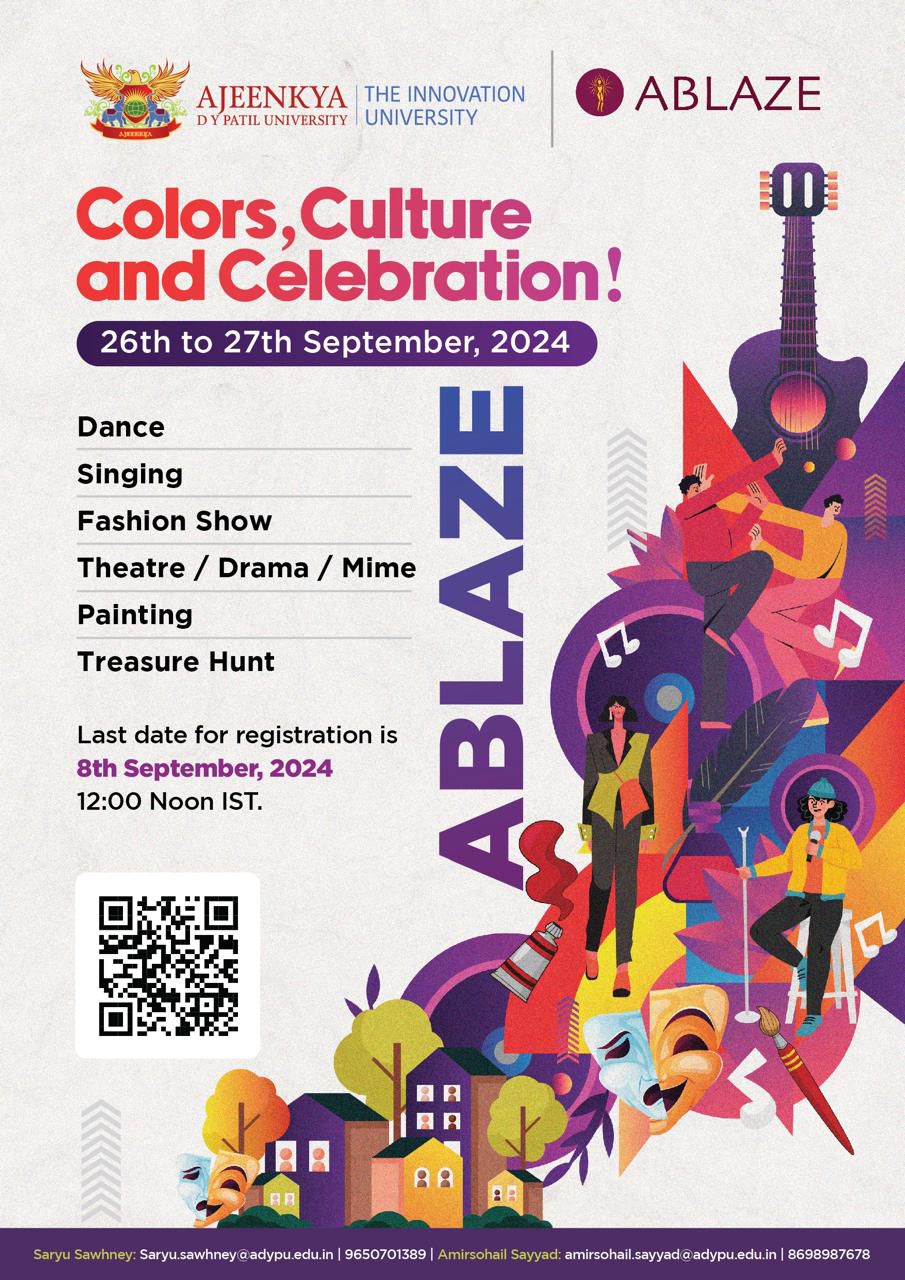 AJEENKYA
D Y PATIL UNIVERSITY
THE INNOVATION
UNIVERSITY
AJEENKYA
ABLAZE
Colors, Culture
and Celebration!
26th to 27th September, 2024
Dance
Singing
Fashion Show
Theatre / Drama / Mime
Painting
Treasure Hunt
ABLAZE
Last date for registration is
8th September, 2024
12:00 Noon IST.
Saryu Sawhney: Saryu.sawhney@adypu.edu.in | 9650701389 | Amirsohail Sayyad: amirsohail.sayyad@adypu.edu.in | 8698987678